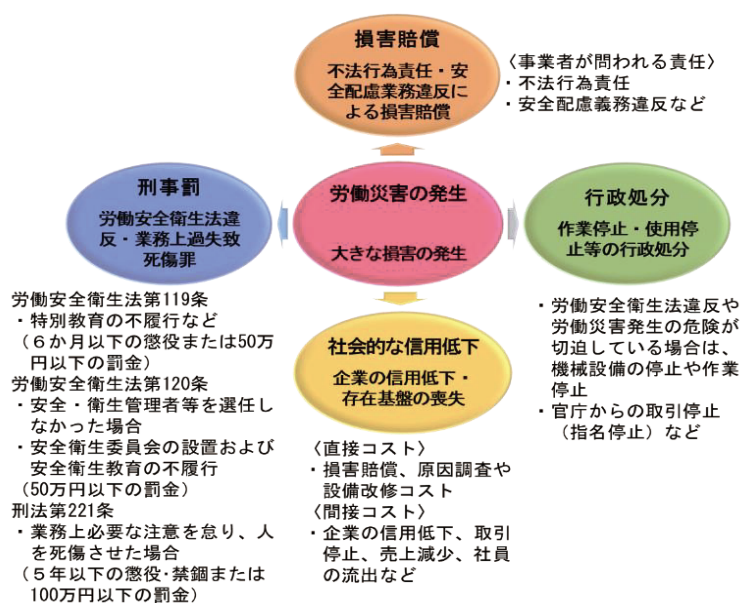 損害賠償
不法行為責任・安
全配慮業務違反に
よる損害賠償
〈事業者が問われる責任〉
・不法行為責任
・安全配慮義務違反など
刑事罰
労働安全衛生法違
反・業務上過失致
死傷罪
労働災害の発生
大きな損害の発生
行政処分
作業停止・使用停
止等の行政処分
労働安全衛生法第119条
・特別教育の不履行など
（６か月以下の懲役または50万
円以下の罰金）
労働安全衛生法第120条
・安全・衛生管理者等を選任し
なかった場合
・安全衛生委員会の設置および
安全衛生教育の不履行
（50万円以下の罰金）
刑法第221条
・業務上必要な注意を怠り、人
を死傷させた場合
（５年以下の懲役・禁錮または
100万円以下の罰金）
社会的な信用低下
企業の信用低下・
存在基盤の喪失
〈直接コスト〉
・損害賠償、原因調査や
設備改修コスト
〈間接コスト〉
・企業の信用低下、取引
停止、売上減少、社員
の流出など
・労働安全衛生法違反や
労働災害発生の危険が
切迫している場合は、
機械設備の停止や作業
停止
・官庁からの取引停止
（指名停止）など